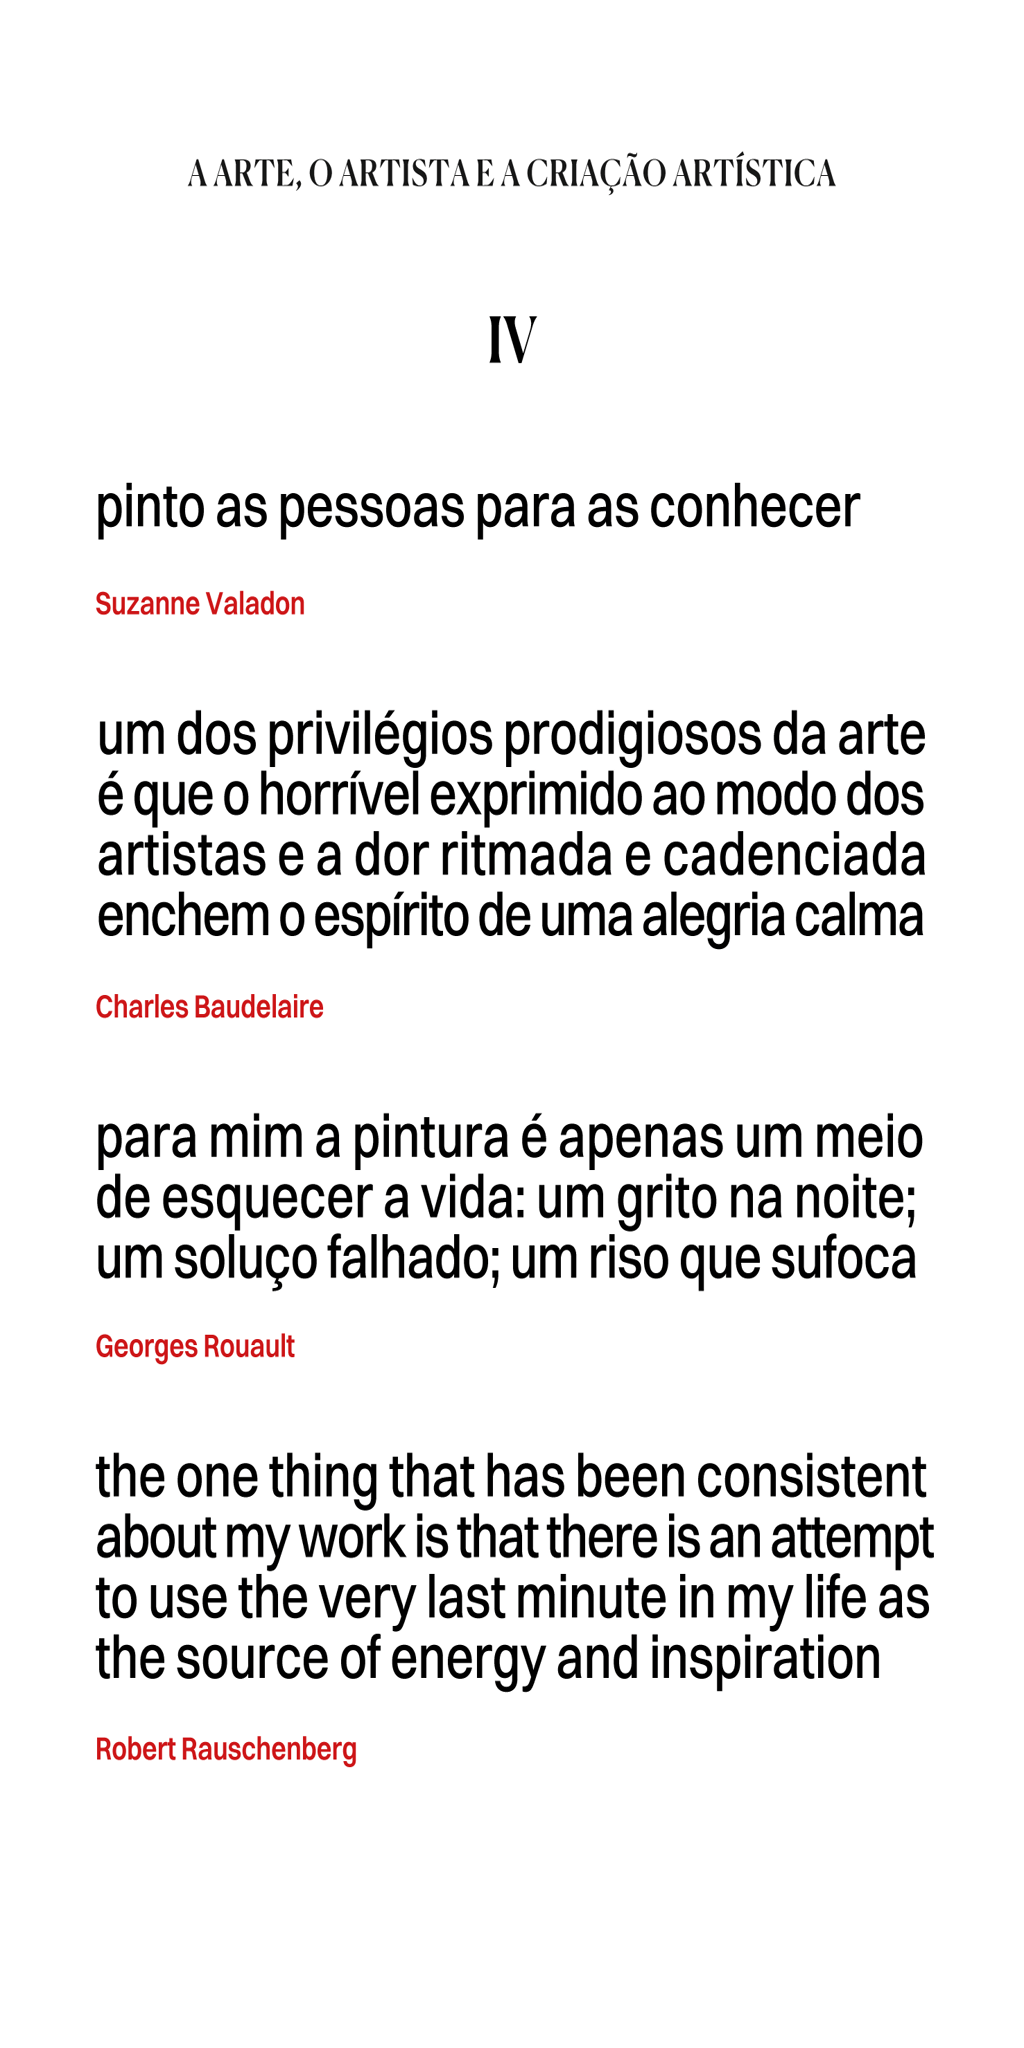 A ARTE, O ARTISTA E A CRIAÇÃO ARTÍSTICA
IV
pinto as pessoas para as conhecer
Suzanne Valadon
um dos privilégios prodigiosos da arte
é que o horrível exprimido ao modo dos
artistas e a dor ritmada e cadenciada
enchem o espírito de uma alegria calma
Charles Baudelaire
para mim a pintura é apenas um meio
de esquecer a vida: um grito na noite;
um soluço falhado; um riso que sufoca
Georges Rouault
the one thing that has been consistent
about my work is that there is an attempt
to use the very last minute in my life as
the source of energy and inspiration
Robert Rauschenberg